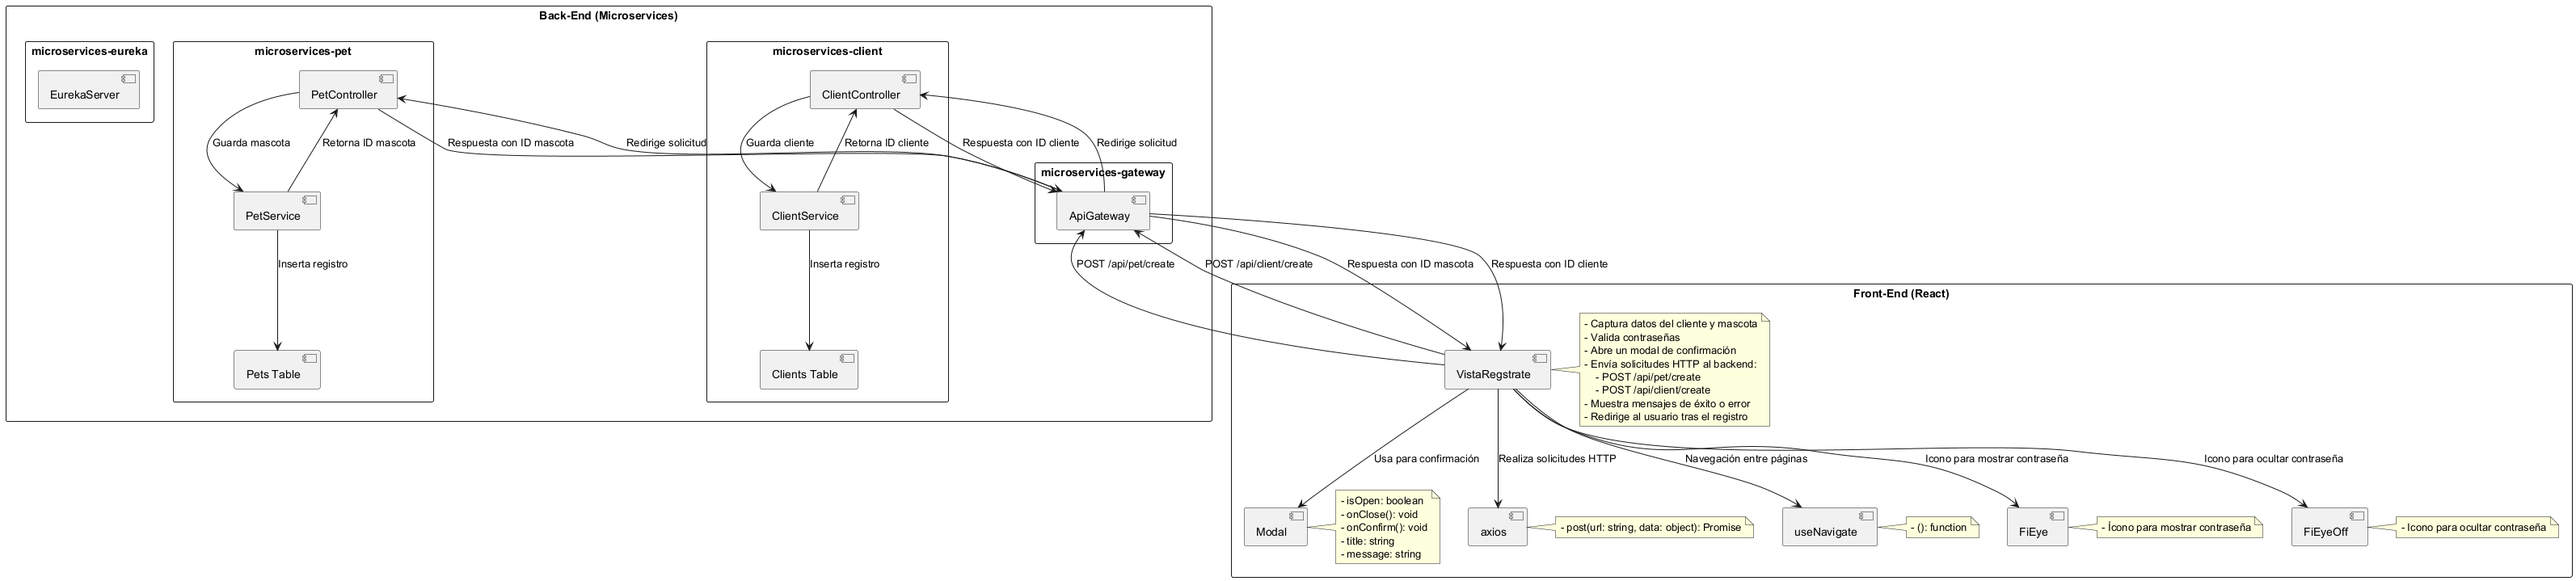 Back-End (Microservices)
microservices-eureka
EurekaServer
microservices-pet
PetController
Guarda mascota
Retorna ID mascota
Respuesta con ID mascota
Redirige solicitud
PetService
Inserta registro
Pets Table
microservices-client
ClientController
Guarda cliente
Retorna ID cliente
Respuesta con ID cliente
Redirige solicitud
ClientService
Inserta registro
Clients Table
microservices-gateway
ApiGateway
POST /api/pet/create
POST /api/client/create
Respuesta con ID mascota
Respuesta con ID cliente
Front-End (React)
VistaRegstrate
- Captura datos del cliente y mascota
- Valida contraseñas
- Abre un modal de confirmación
- Envía solicitudes HTTP al backend:
- POST /api/pet/create
- POST /api/client/create
- Muestra mensajes de éxito o error
- Redirige al usuario tras el registro
Usa para confirmación
Realiza solicitudes HTTP
Navegación entre páginas
Icono para mostrar contraseña
Icono para ocultar contraseña
Modal
- isOpen: boolean
- onClose(): void
- onConfirm(): void
- title: string
- message: string
axios
- post(url: string, data: object): Promise
useNavigate
- (): function
FiEye
- Ícono para mostrar contraseña
FiEyeOff
- Icono para ocultar contraseña